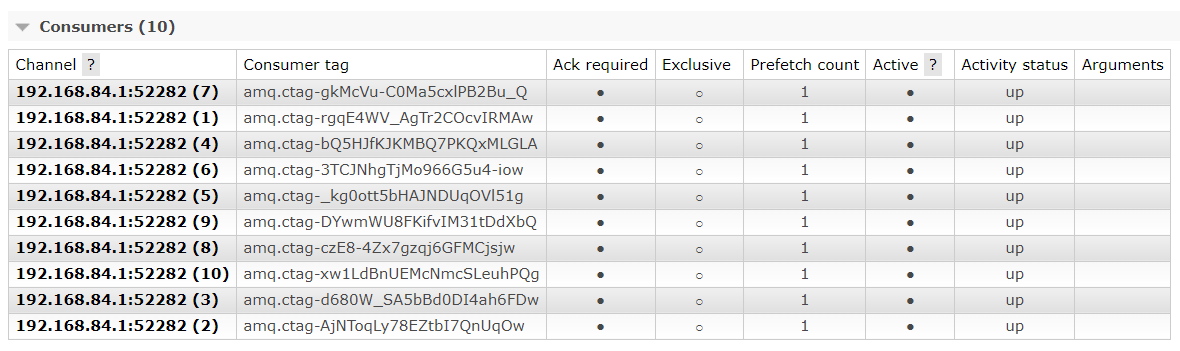 Consumers (10)
Channel ? Consumer tag Ack required Exclusive Prefetch count Active ? Activity status Arguments
192.168.84.1:52282 (7) amq.ctag-gkMcVu-C0Ma5cxlPB2Bu_Q ● ○ 1 ● up
192.168.84.1:52282 (1) amq.ctag-rgqE4WV_AgTr2COcvIRMAw ● ○ 1 ● up
192.168.84.1:52282 (4) amq.ctag-bQ5HJfKJKMBQ7PKQxMLGLA ● ○ 1 ● up
192.168.84.1:52282 (6) amq.ctag-3TCJNhgTjMo966G5u4-iow ● ○ 1 ● up
192.168.84.1:52282 (5) amq.ctag-_kg0ott5bHAJNDUqOVl51g ● ○ 1 ● up
192.168.84.1:52282 (9) amq.ctag-DYwmWU8FKifvIM31tDdXbQ ● ○ 1 ● up
192.168.84.1:52282 (8) amq.ctag-czE8-4Zx7gzqj6GFMCjsjw ● ○ 1 ● up
192.168.84.1:52282 (10) amq.ctag-xw1LdBnUEMcNmcSLeuhPQg ● ○ 1 ● up
192.168.84.1:52282 (3) amq.ctag-d680W_SA5bBd0DI4ah6FDw ● ○ 1 ● up
192.168.84.1:52282 (2) amq.ctag-AjNToqLy78EZtbI7QnUqOw ● ○ 1 ● up